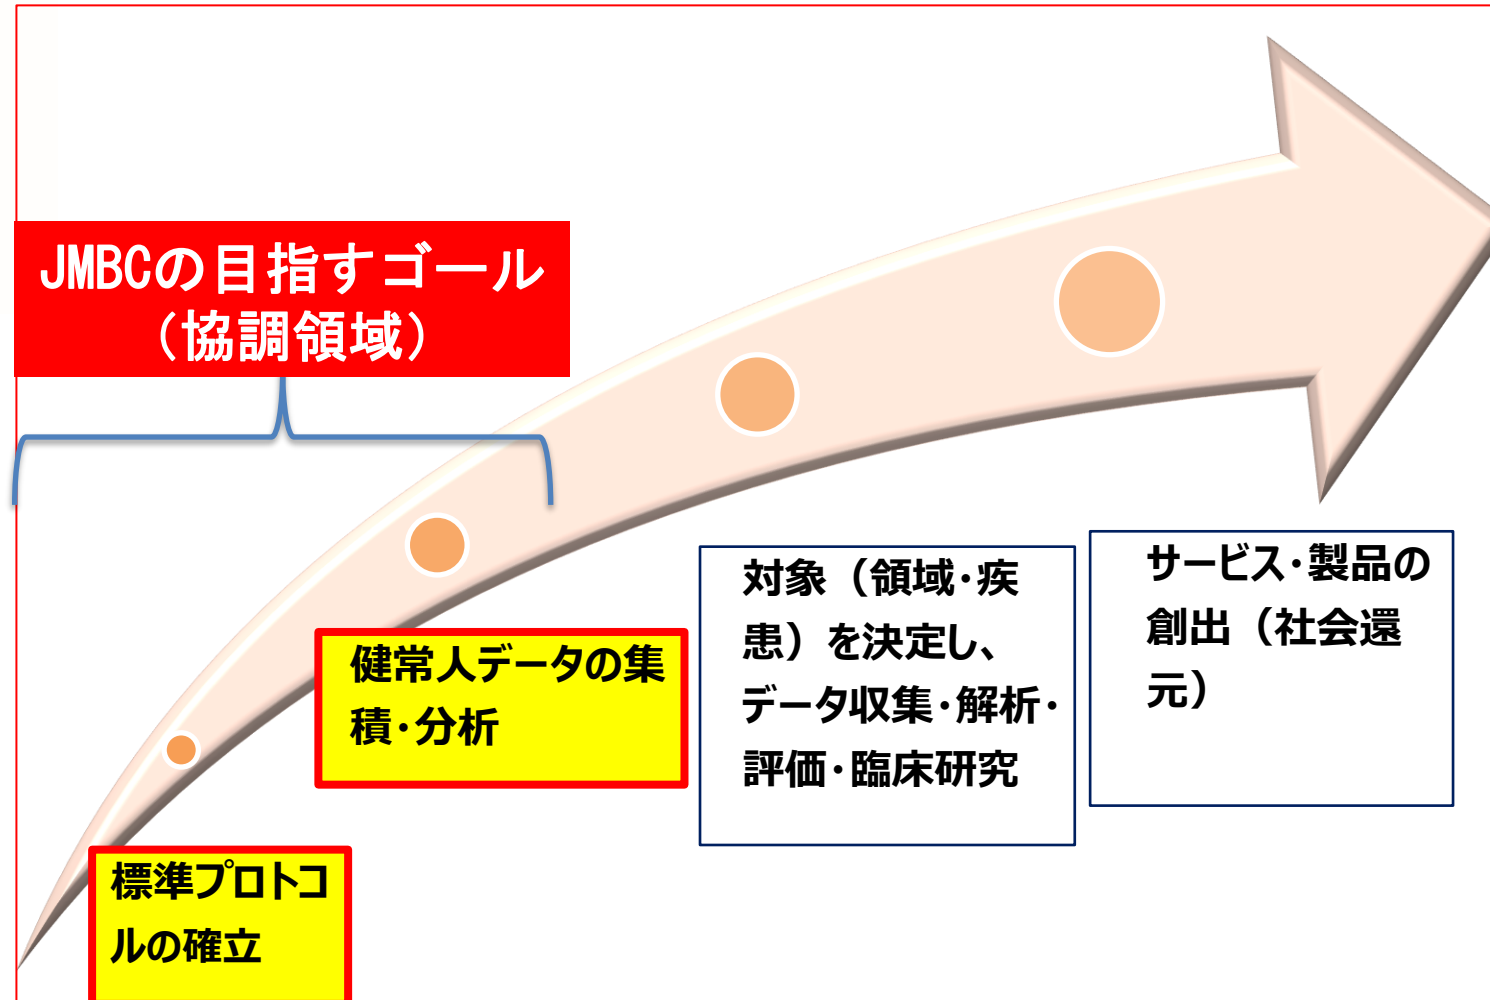 JMBCの目指すゴール
（協調領域）
標準プロトコ
ルの確立
健常人データの集
積・分析
対象（領域・疾
患）を決定し、
データ収集・解析・
評価・臨床研究
サービス・製品の
創出（社会還
元）